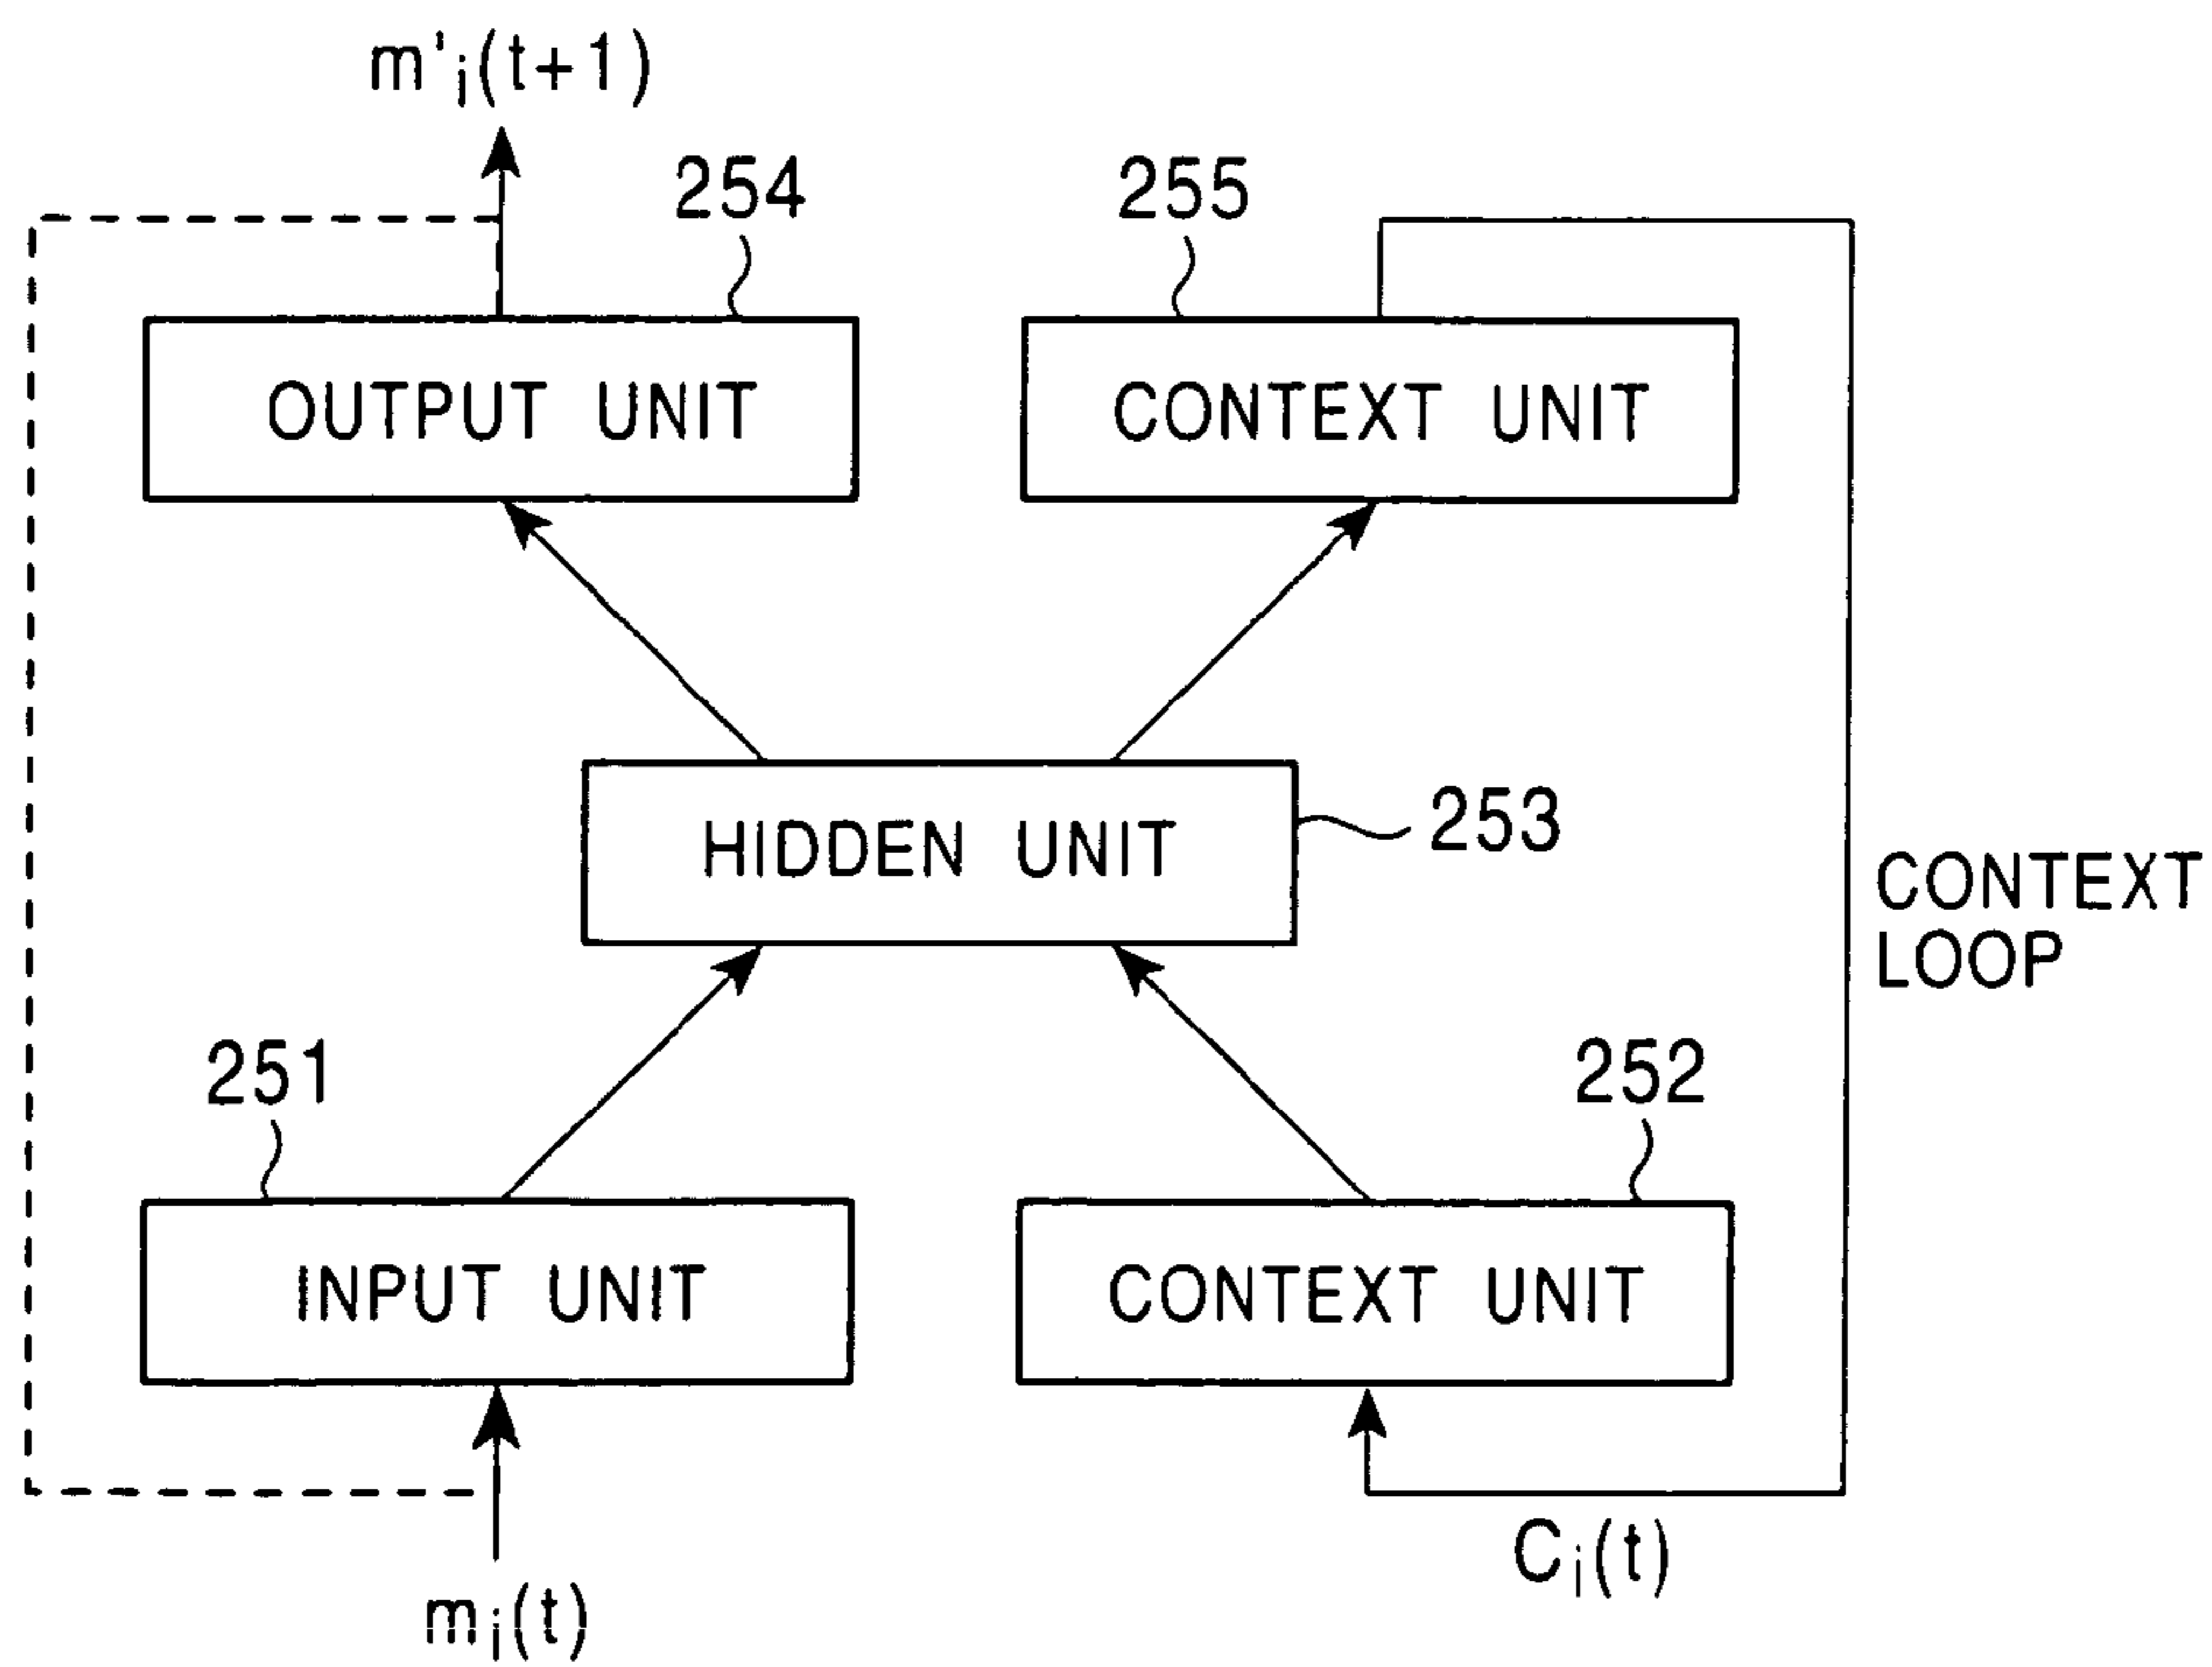 m'i(t+1)
254
255
OUTPUT UNIT
CONTEXT UNIT
HIDDEN UNIT
253
CONTEXT
LOOP
251
252
INPUT UNIT
CONTEXT UNIT
Ci(t)
mi(t)